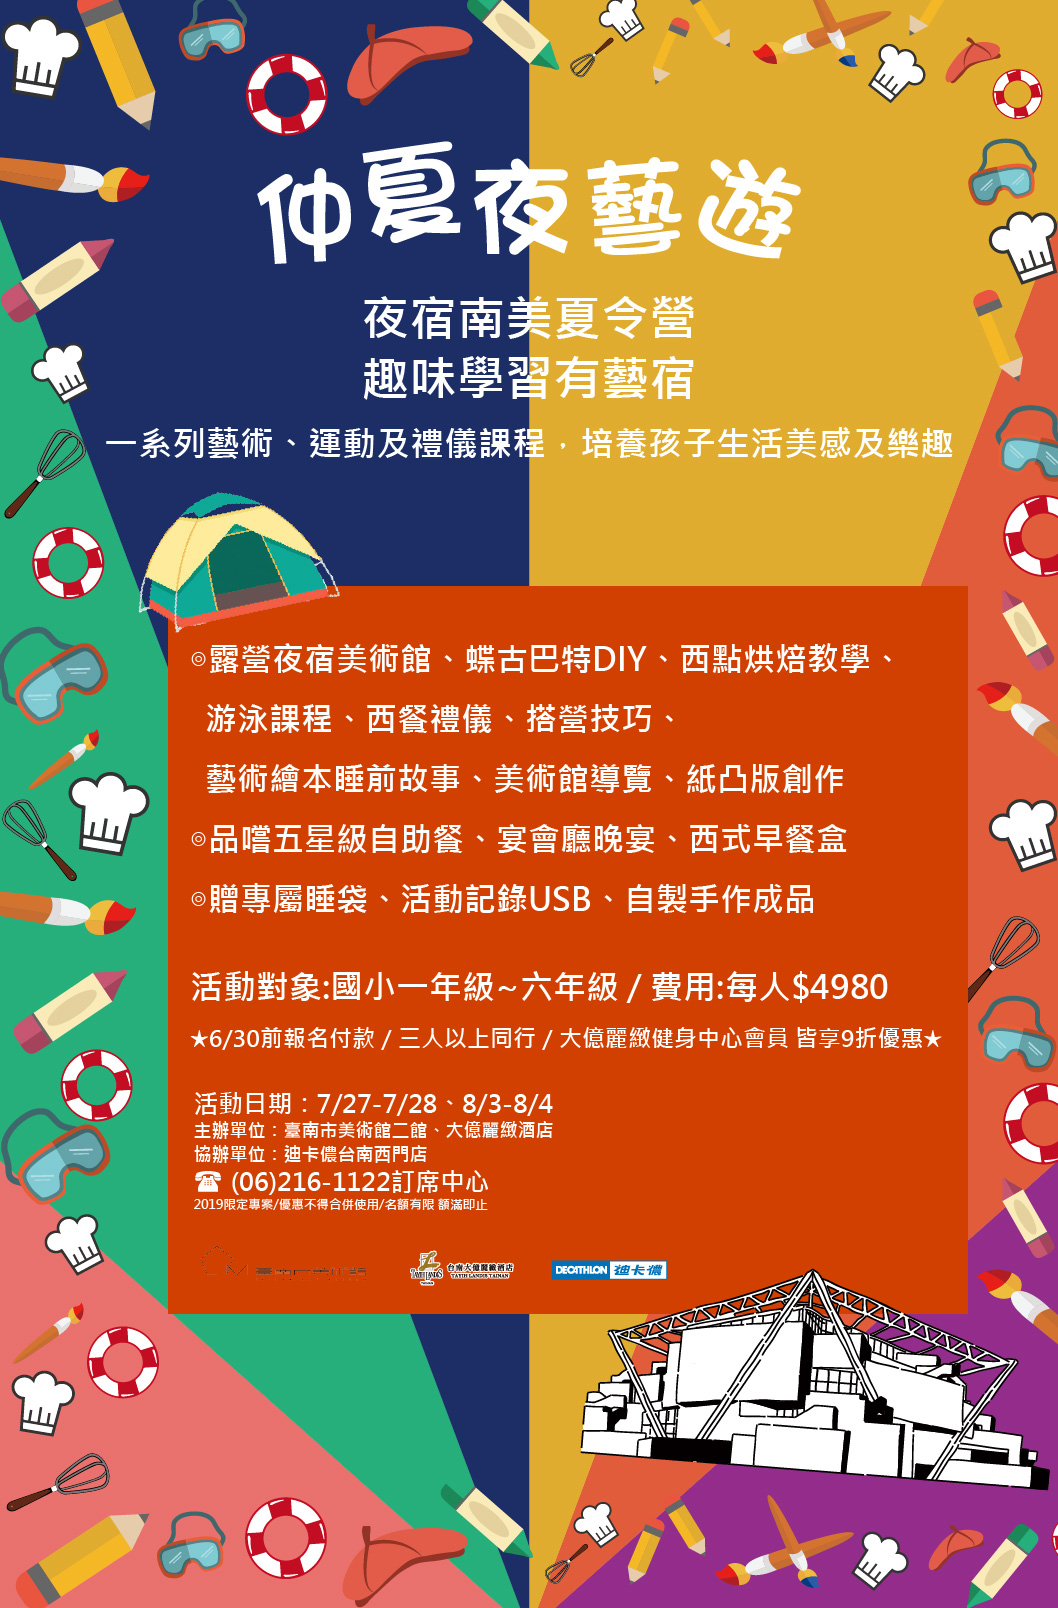 仲夏夜藝遊
夜宿南美夏令營
趣味學習有藝宿
一系列藝術、運動及禮儀課程，培養孩子生活美感及樂趣
◎露營夜宿美術館、蝶古巴特DIY、西點烘焙教學、
游泳課程、西餐禮儀、搭營技巧、
藝術繪本睡前故事、美術館導覽、紙凸版創作
◎品嚐五星級自助餐、宴會廳晚宴、西式早餐盒
◎贈專屬睡袋、活動記錄USB、自製手作成品
活動對象:國小一年級~六年級 / 費用:每人$4980
★6/30前報名付款 / 三人以上同行 / 大億麗緻健身中心會員 皆享9折優惠★
活動日期：7/27-7/28、8/3-8/4
主辦單位：臺南市美術館二館、大億麗緻酒店
協辦單位：迪卡儂台南西門店
☎ (06)216-1122訂席中心
2019限定專案/優惠不得合併使用/名額有限 額滿即止
TAYIH LANDIS
台南大億麗緻酒店
TAYIH LANDIS TAINAN
DECATHLON 迪卡儂